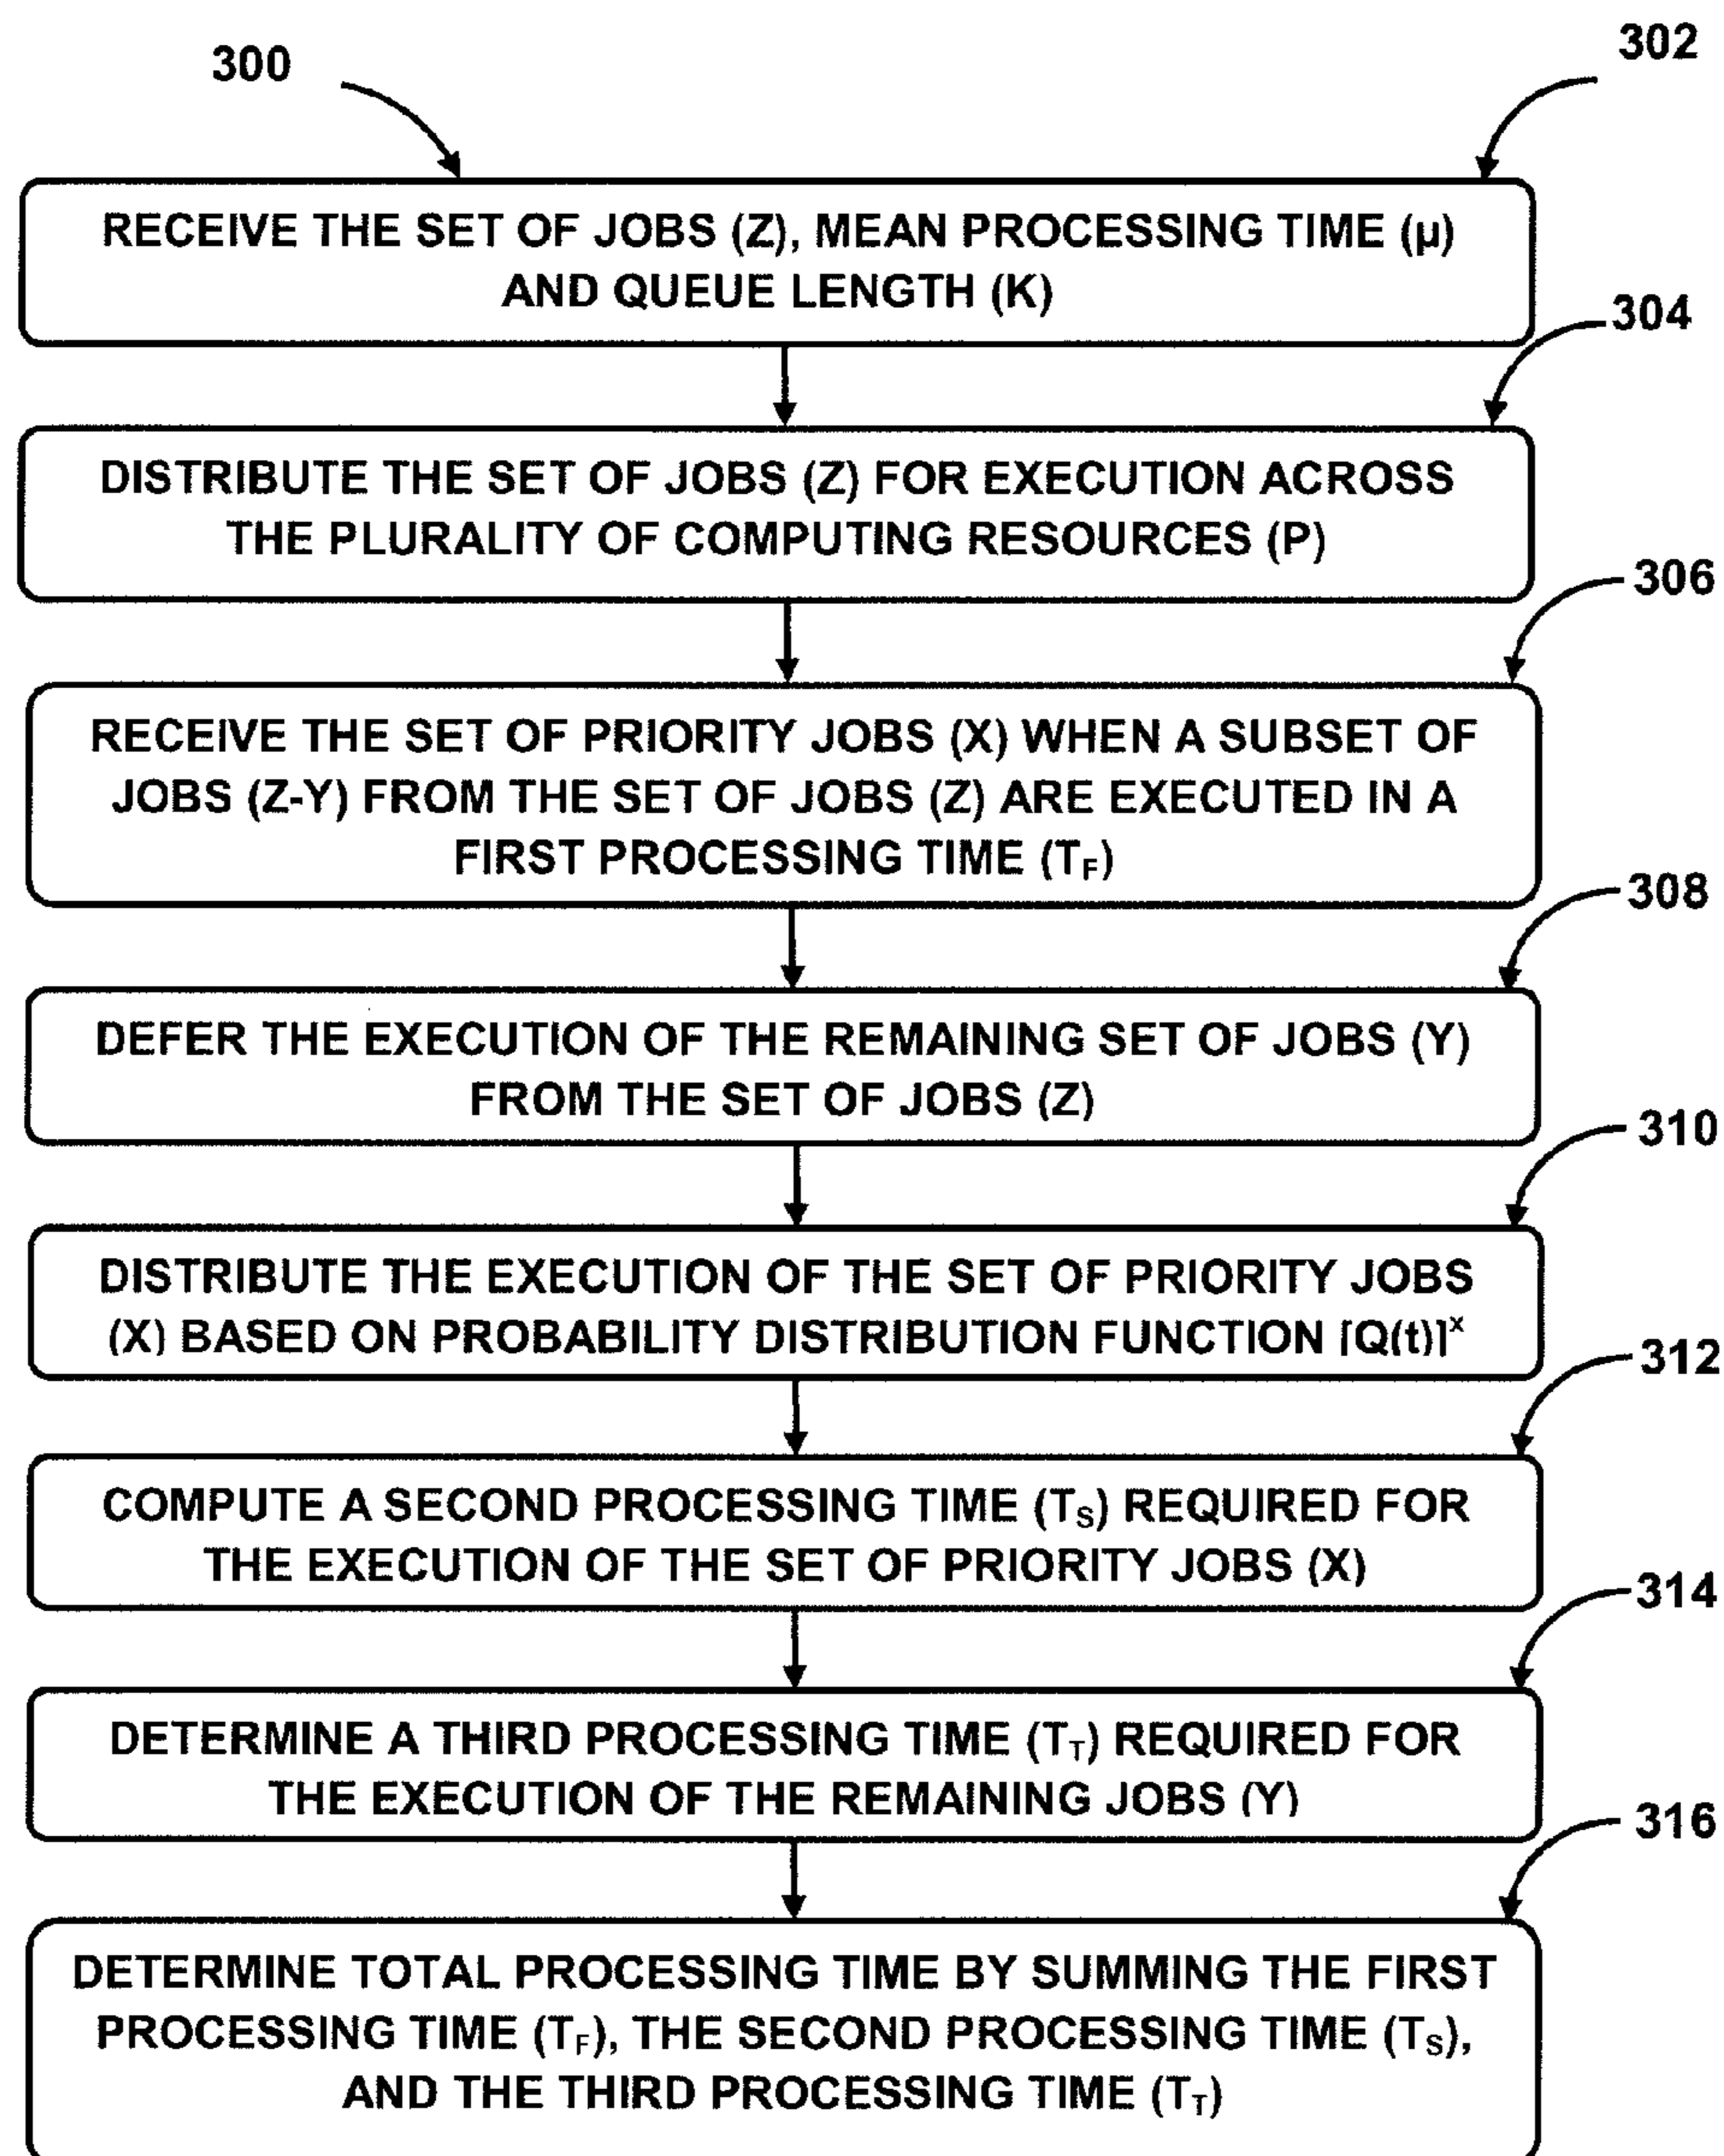 300
302
RECEIVE THE SET OF JOBS (Z), MEAN PROCESSING TIME (µ)
AND QUEUE LENGTH (K)
304
DISTRIBUTE THE SET OF JOBS (Z) FOR EXECUTION ACROSS
THE PLURALITY OF COMPUTING RESOURCES (P)
306
RECEIVE THE SET OF PRIORITY JOBS (X) WHEN A SUBSET OF
JOBS (Z-Y) FROM THE SET OF JOBS (Z) ARE EXECUTED IN A
FIRST PROCESSING TIME (T_F)
308
DEFER THE EXECUTION OF THE REMAINING SET OF JOBS (Y)
FROM THE SET OF JOBS (Z)
310
DISTRIBUTE THE EXECUTION OF THE SET OF PRIORITY JOBS
(X) BASED ON PROBABILITY DISTRIBUTION FUNCTION [Q(t)]^x
312
COMPUTE A SECOND PROCESSING TIME (T_S) REQUIRED FOR
THE EXECUTION OF THE SET OF PRIORITY JOBS (X)
314
DETERMINE A THIRD PROCESSING TIME (T_T) REQUIRED FOR
THE EXECUTION OF THE REMAINING JOBS (Y)
316
DETERMINE TOTAL PROCESSING TIME BY SUMMING THE FIRST
PROCESSING TIME (T_F), THE SECOND PROCESSING TIME (T_S),
AND THE THIRD PROCESSING TIME (T_T)